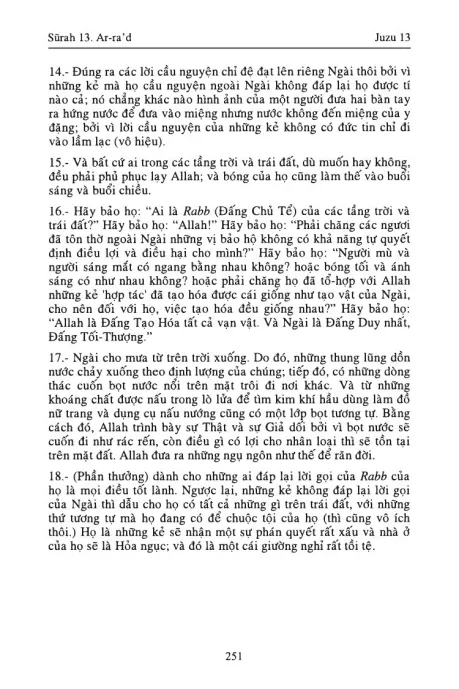 Sūrah 13. Ar-ra’d Juzu 13
14.- Đúng ra các lời cầu nguyện chỉ đê đạt lên riêng Ngài thôi bởi vì
những kẻ mà họ cầu nguyện ngoài Ngài không đáp lại họ được tí
nào cả; nó chẳng khác nào hình ảnh của một người đưa hai bàn tay
ra hứng nước để đưa vào miệng nhưng nước không đến miệng của y
đặng; bởi vì lời cầu nguyện của những kẻ không có đức tin chỉ đi
vào lầm lạc (vô hiệu).
15.- Và bất cứ ai trong các tầng trời và trái đất, dù muốn hay không,
đều phải phủ phục lạy Allah; và bóng của họ cũng làm thế vào buổi
sáng và buổi chiều.
16.- Hãy bảo họ: “Ai là Rabb (Đấng Chủ Tể) của các tầng trời và
trái đất?” Hãy bảo họ: “Allah!” Hãy bảo họ: “Phải chăng các ngươi
đã tôn thờ ngoài Ngài những vị bảo hộ không có khả năng tự quyết
định điều lợi và điều hại cho mình?” Hãy bảo họ: “Người mù và
người sáng mắt có ngang bằng nhau không? hoặc bóng tối và ánh
sáng có như nhau không? hoặc phải chăng họ đã tổ-hợp với Allah
những kẻ 'hợp tác' đã tạo hóa được cái giống như tạo vật của Ngài,
cho nên đối với họ, việc tạo hóa đều giống nhau?” Hãy bảo họ:
“Allah là Đấng Tạo Hóa tất cả vạn vật. Và Ngài là Đấng Duy nhất,
Đấng Tối-Thượng.”
17.- Ngài cho mưa từ trên trời xuống. Do đó, những thung lũng dồn
nước chảy xuống theo định lượng của chúng; tiếp đó, có những dòng
thác cuốn bọt nước nổi trên mặt trôi đi nơi khác. Và từ những
khoáng chất được nấu trong lò lửa để tìm kim khí hầu dùng làm đồ
nữ trang và dụng cụ nấu nướng cũng có một lớp bọt tương tự. Bằng
cách đó, Allah trình bày sự Thật và sự Giả dối bởi vì bọt nước sẽ
cuốn đi như rác rến, còn điều gì có lợi cho nhân loại thì sẽ tồn tại
trên mặt đất. Allah đưa ra những ngụ ngôn như thế để răn đời.
18.- (Phần thưởng) dành cho những ai đáp lại lời gọi của Rabb của
họ là mọi điều tốt lành. Ngược lại, những kẻ không đáp lại lời gọi
của Ngài thì dẫu cho họ có tất cả những gì trên trái đất, với những
thứ tương tự mà họ đang có để chuộc tội của họ (thì cũng vô ích
thôi.) Họ là những kẻ sẽ nhận một sự phán quyết rất xấu và nhà ở
của họ sẽ là Hỏa ngục; và đó là một cái giường nghỉ rất tồi tệ.
251